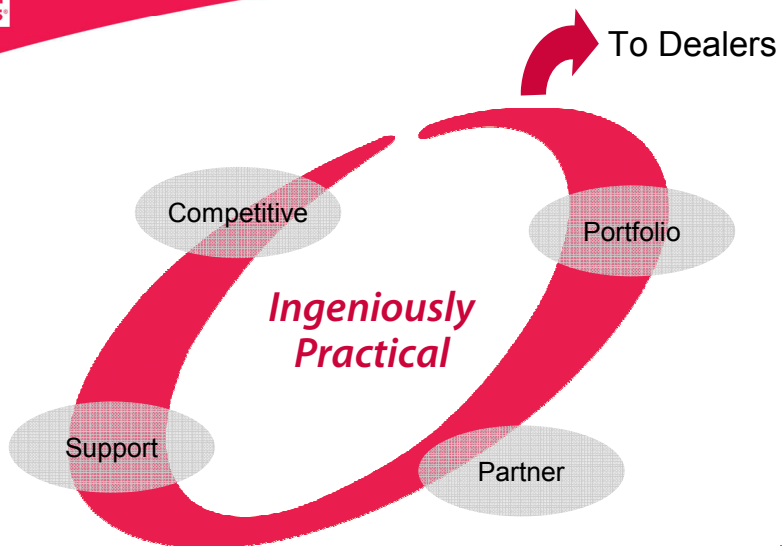 To Dealers
Competitive
Portfolio
Ingeniously
Practical
Support
Partner